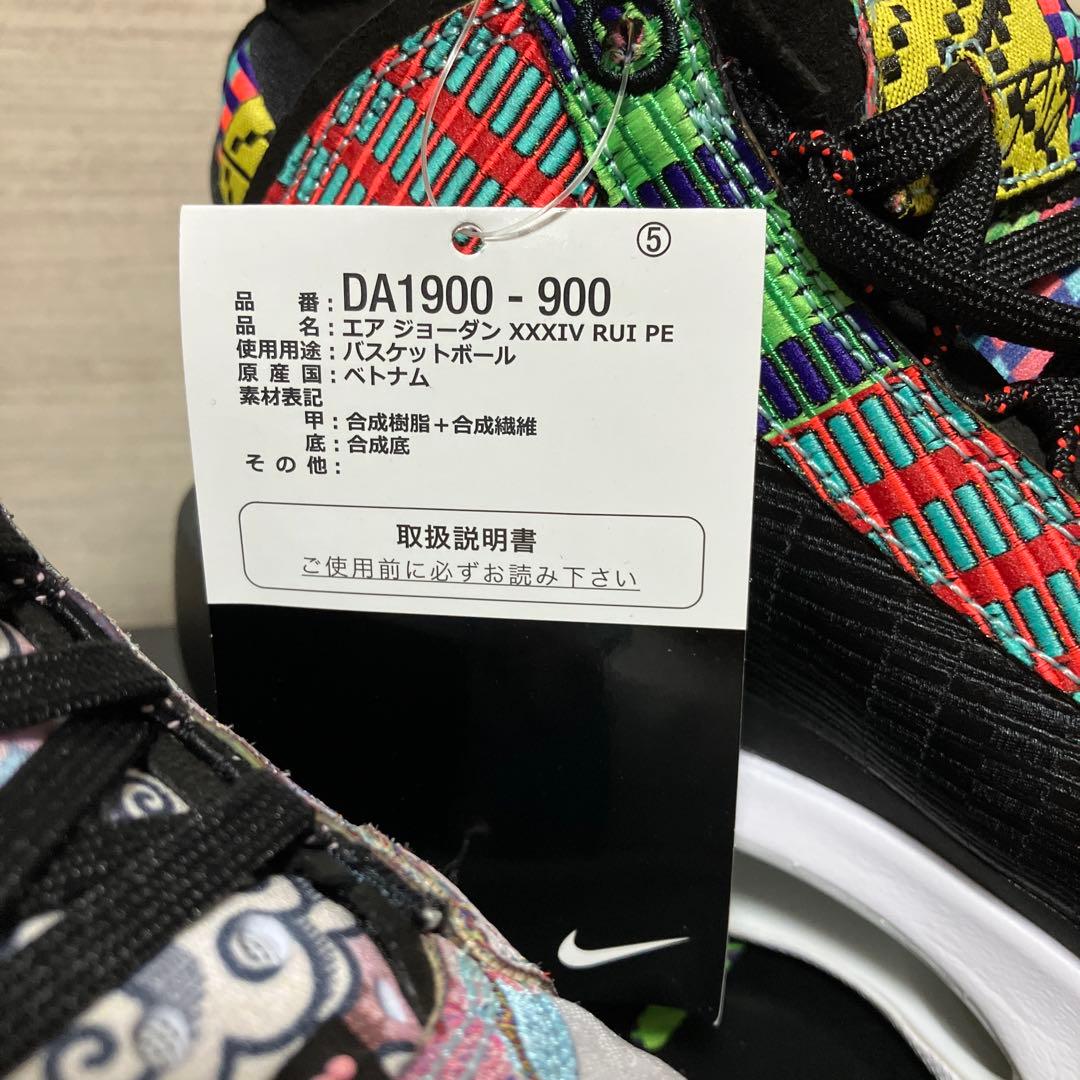 ⑤
品番：DA1900 - 900
品名：エア ジョーダン XXXIV RUI PE
使用用途：バスケットボール
原産国：ベトナム
素材表記
甲：合成樹脂＋合成繊維
底：合成底
その他：
取扱説明書
ご使用前に必ずお読み下さい